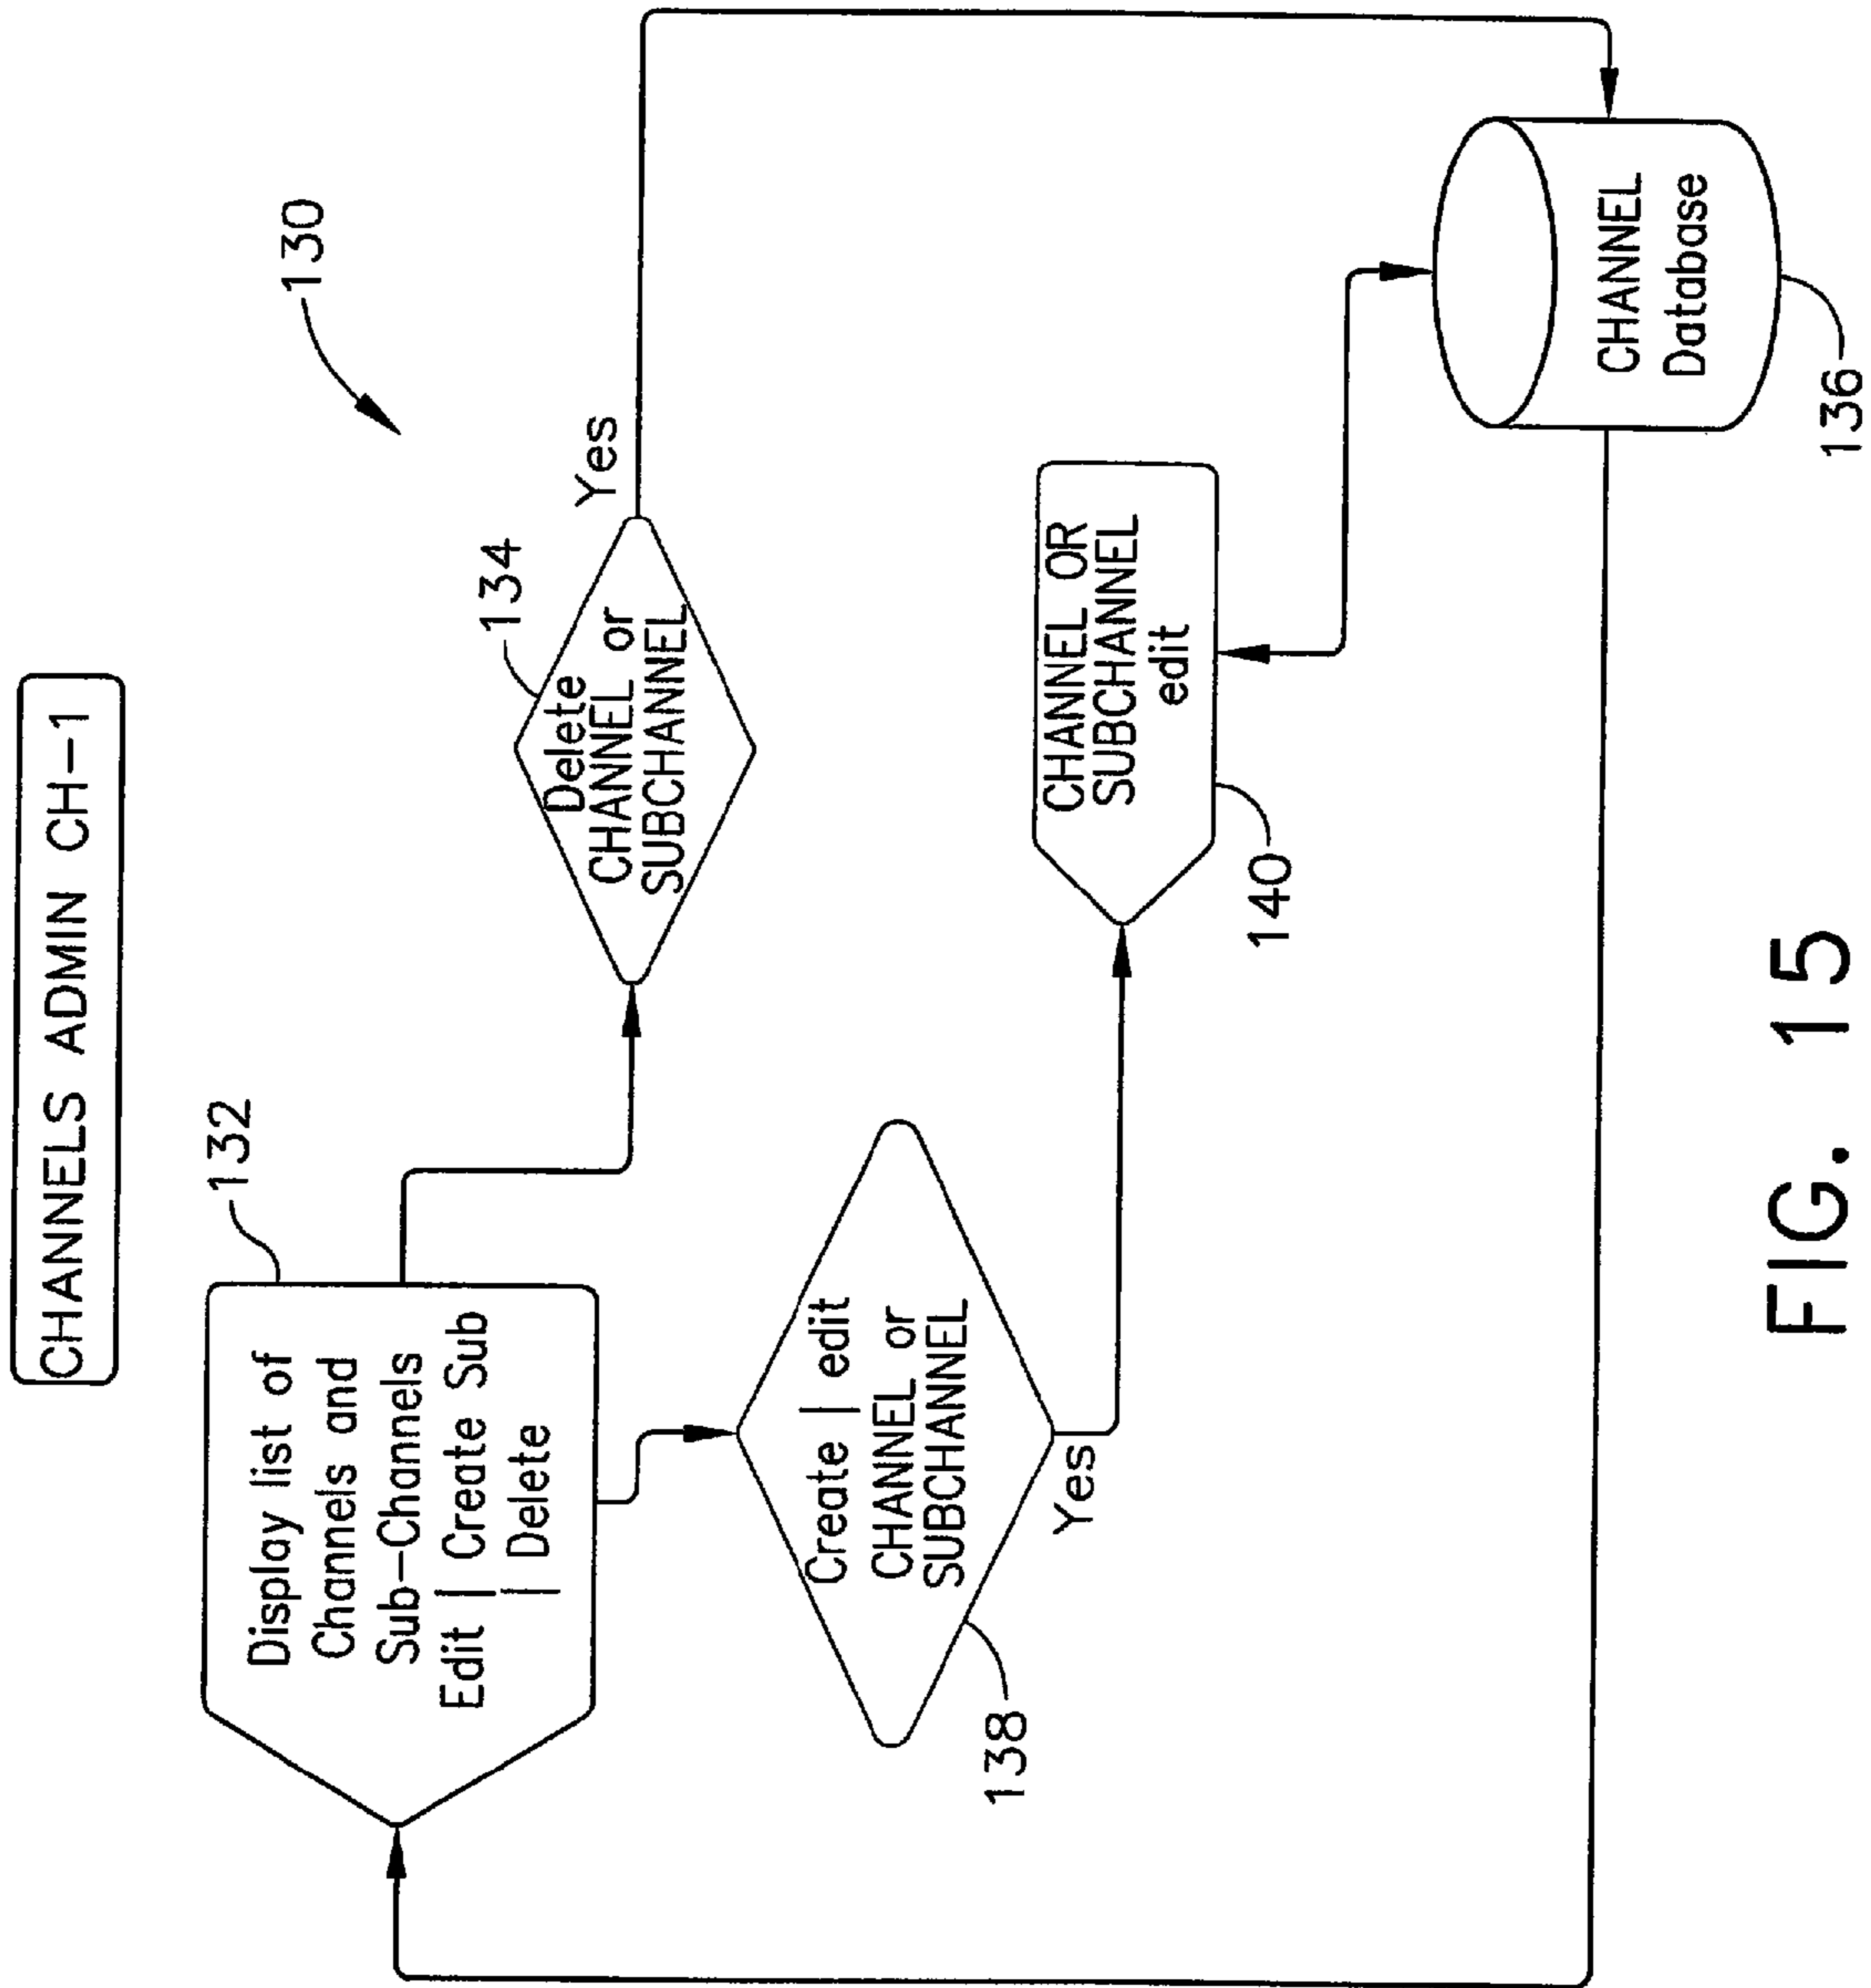 CHANNELS ADMIN CH-1
130
132
Display list of
Channels and
Sub-Channels
Edit | Create Sub
| Delete
134
Delete
CHANNEL or
SUBCHANNEL
Yes
138
Create | edit
CHANNEL or
SUBCHANNEL
Yes
140
CHANNEL OR
SUBCHANNEL
edit
CHANNEL
Database
136
FIG. 15